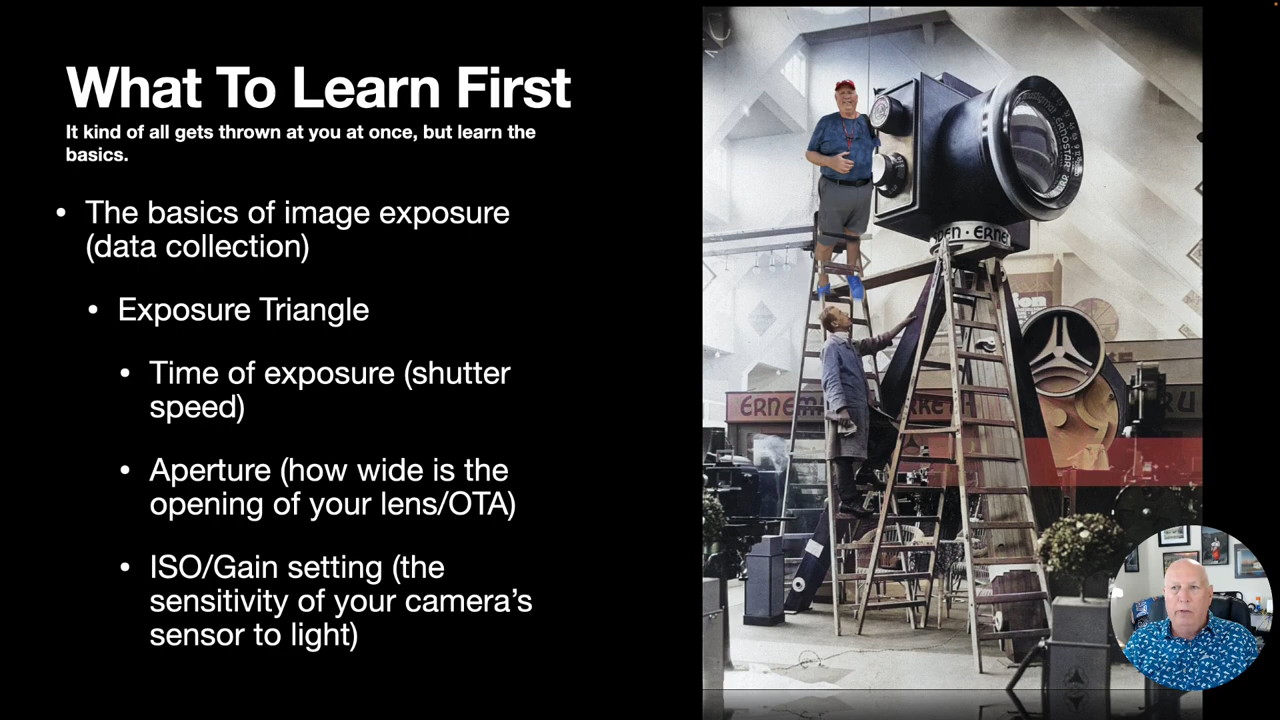 What To Learn First
It kind of all gets thrown at you at once, but learn the
basics.
• The basics of image exposure
(data collection)
• Exposure Triangle
• Time of exposure (shutter
speed)
• Aperture (how wide is the
opening of your lens/OTA)
• ISO/Gain setting (the
sensitivity of your camera’s
sensor to light)
ERNOSTAR